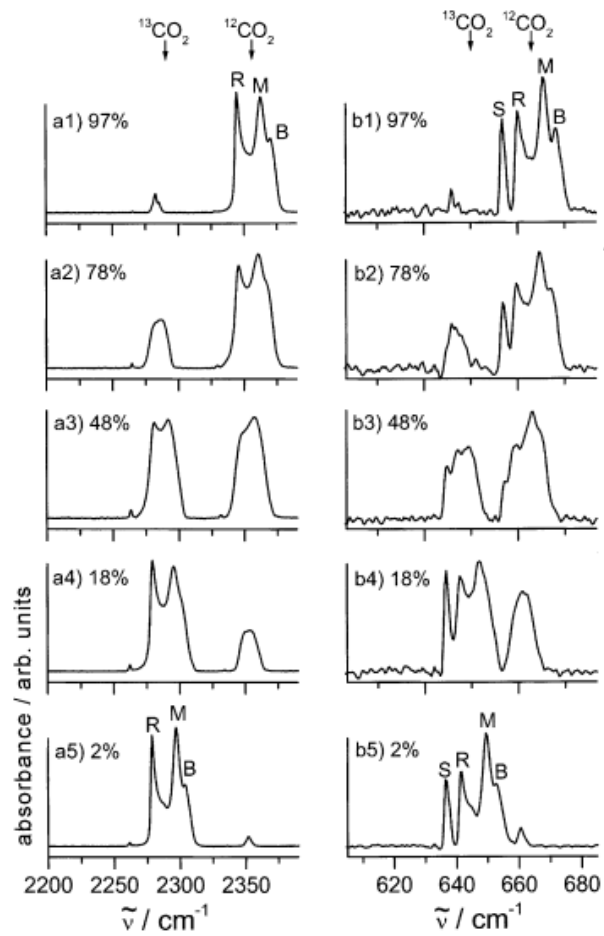 ¹³CO₂ ¹²CO₂
¹³CO₂ ¹²CO₂
a1) 97%
R M B
b1) 97%
S R M B
a2) 78%
b2) 78%
a3) 48%
b3) 48%
a4) 18%
b4) 18%
a5) 2%
R M B
b5) 2%
S R M B
absorbance / arb. units
2200 2250 2300 2350
620 640 660 680
ṽ / cm⁻¹
ṽ / cm⁻¹